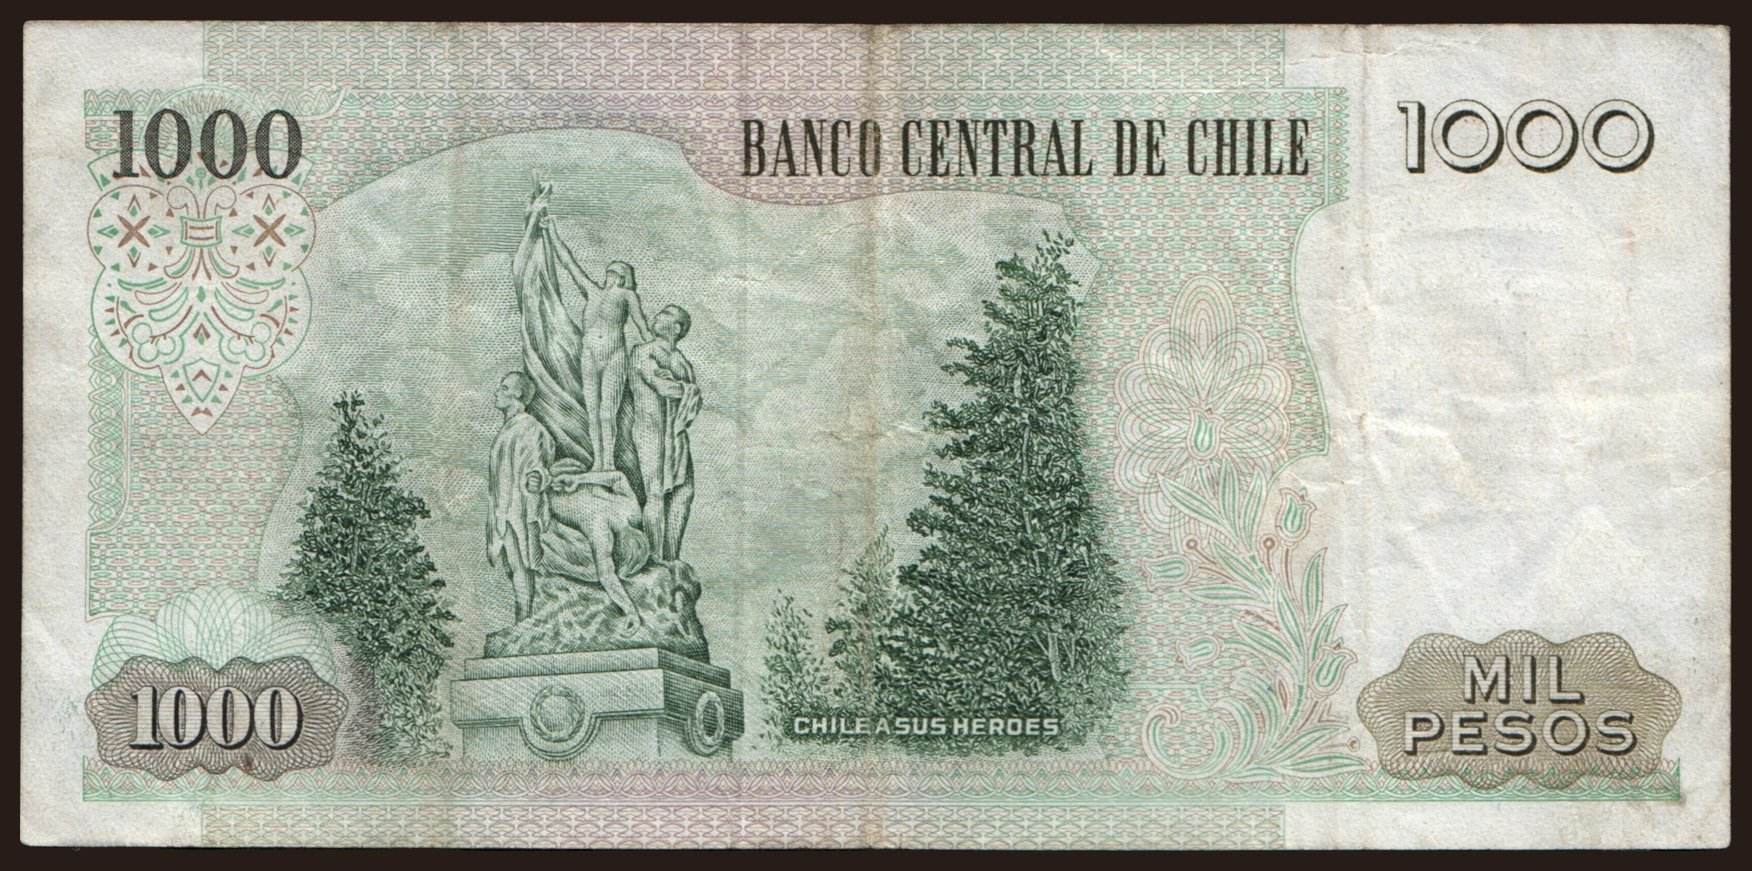 1000
BANCO CENTRAL DE CHILE
1000
1000
CHILE A SUS HEROES
MIL
PESOS